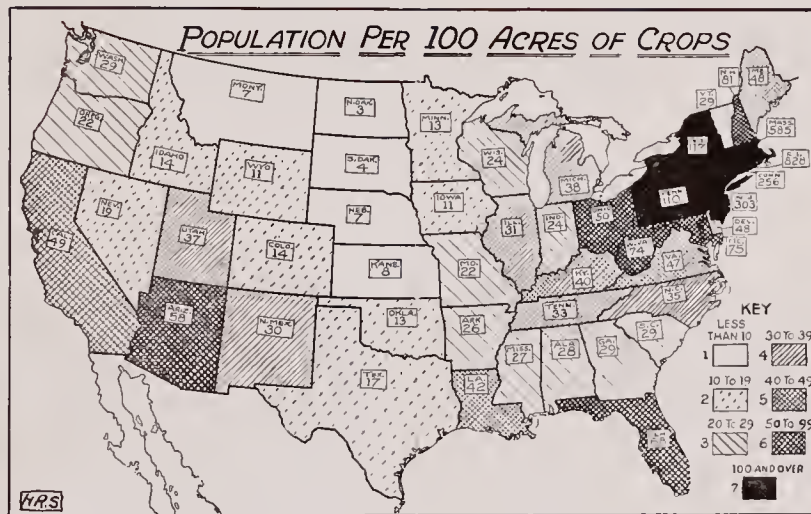 POPULATION PER 100 ACRES OF CROPS
WASH.
29
OREG.
22
CAL.
49
IDAHO
14
NEV.
19
MONT.
7
WYO.
11
UTAH
37
ARIZ.
58
COLO.
14
N.MEX.
30
N.DAK.
3
S.DAK.
4
NEB.
7
KANS.
8
OKLA.
13
TEX.
17
MINN.
13
IOWA
11
MO.
22
ARK.
26
LA.
42
WIS.
24
ILL.
31
MICH.
38
IND.
24
50
KY.
40
TENN.
33
MISS.
27
ALA.
28
GA.
29
S.C.
29
N.C.
35
VA.
47
W.VA.
74
PENN.
110
117
VT.
29
N.H.
81
ME.
48
MASS.
585
R.I.
828
CONN.
256
N.J.
303
DEL.
48
75
KEY
LESS THAN 10
1
10 TO 19
2
20 TO 29
3
30 TO 39
4
40 TO 49
5
50 TO 99
6
100 AND OVER
7
H.R.S